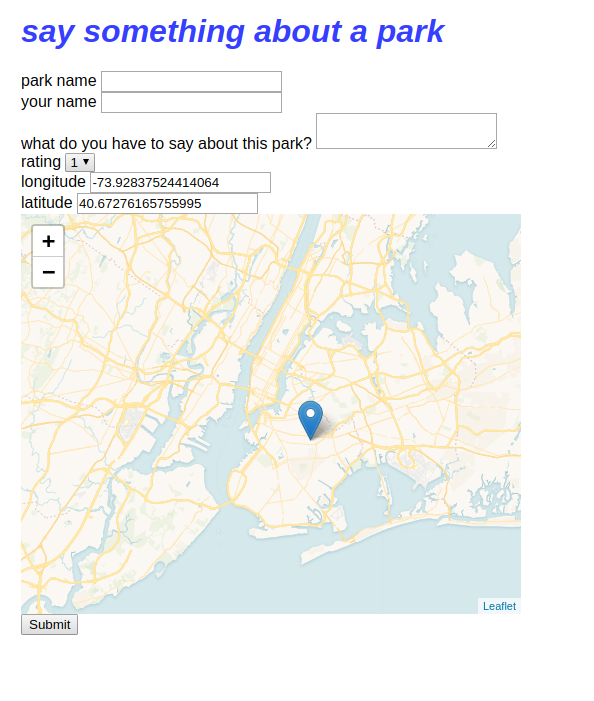 say something about a park
park name
your name
what do you have to say about this park?
rating 1
longitude -73.92837524414064
latitude 40.67276165755995
+
−
Leaflet
Submit